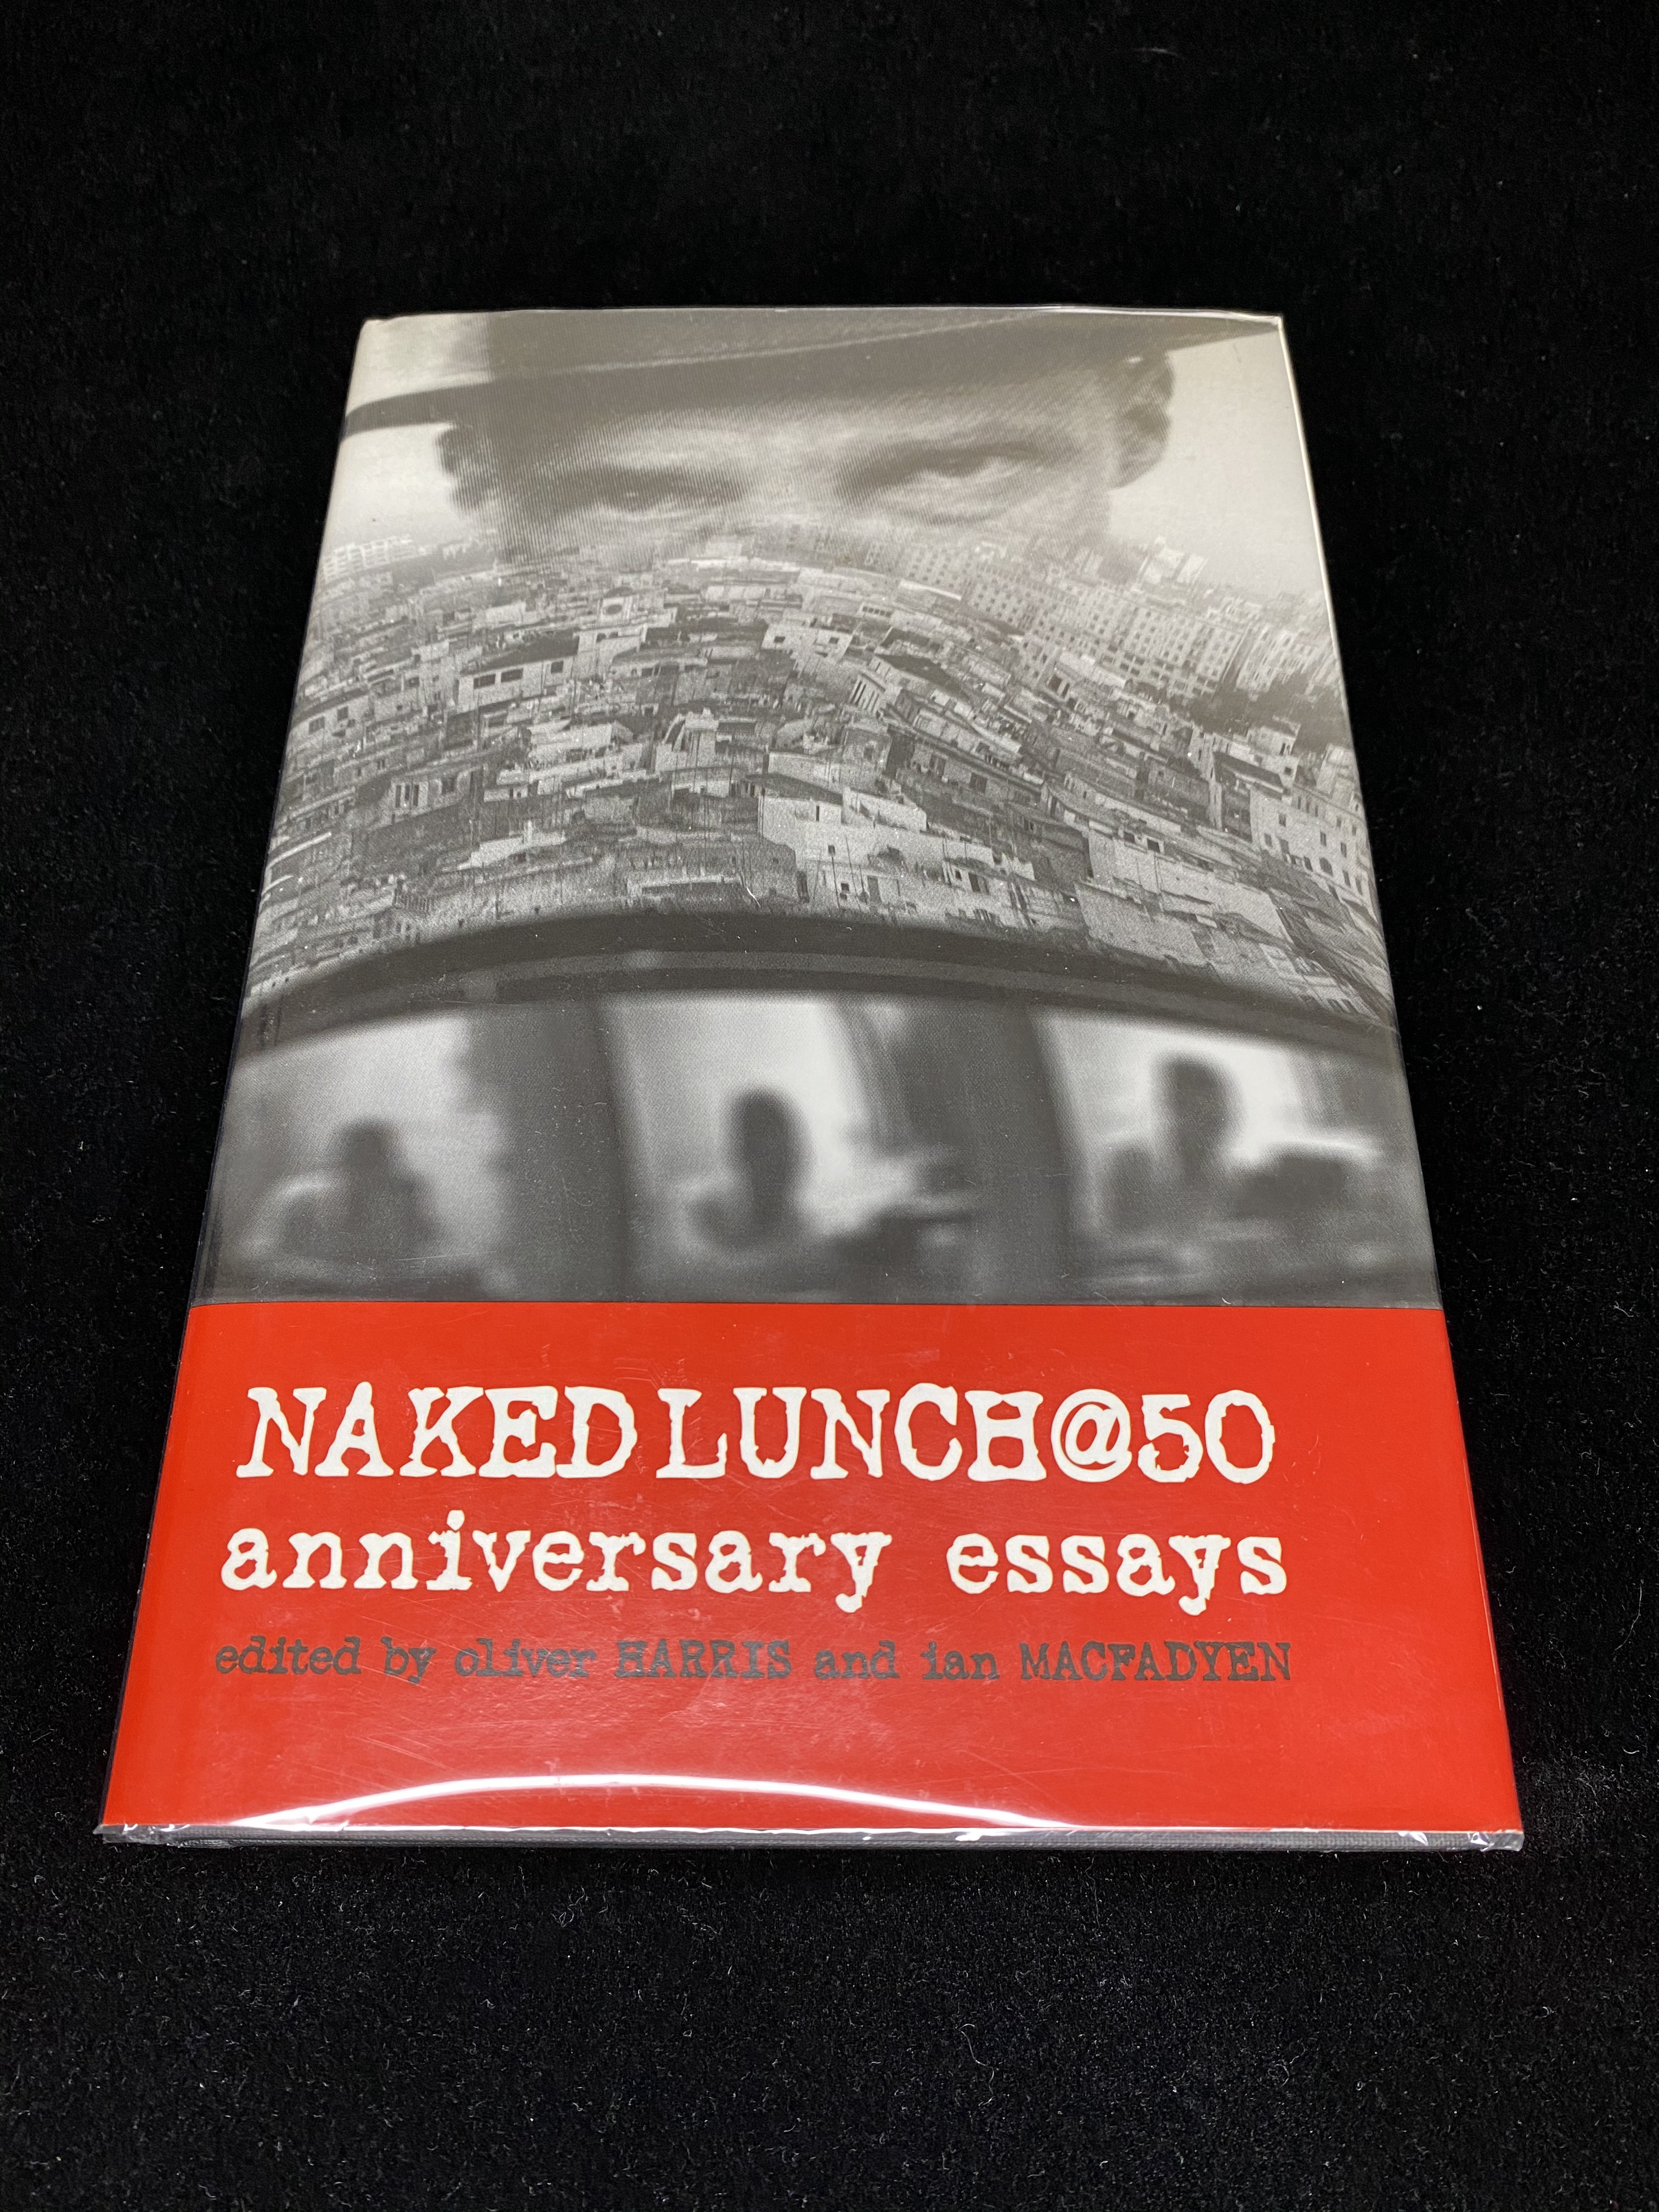 NAKED LUNCH@50
anniversary essays
edited by oliver HARRIS and ian MACFADYEN